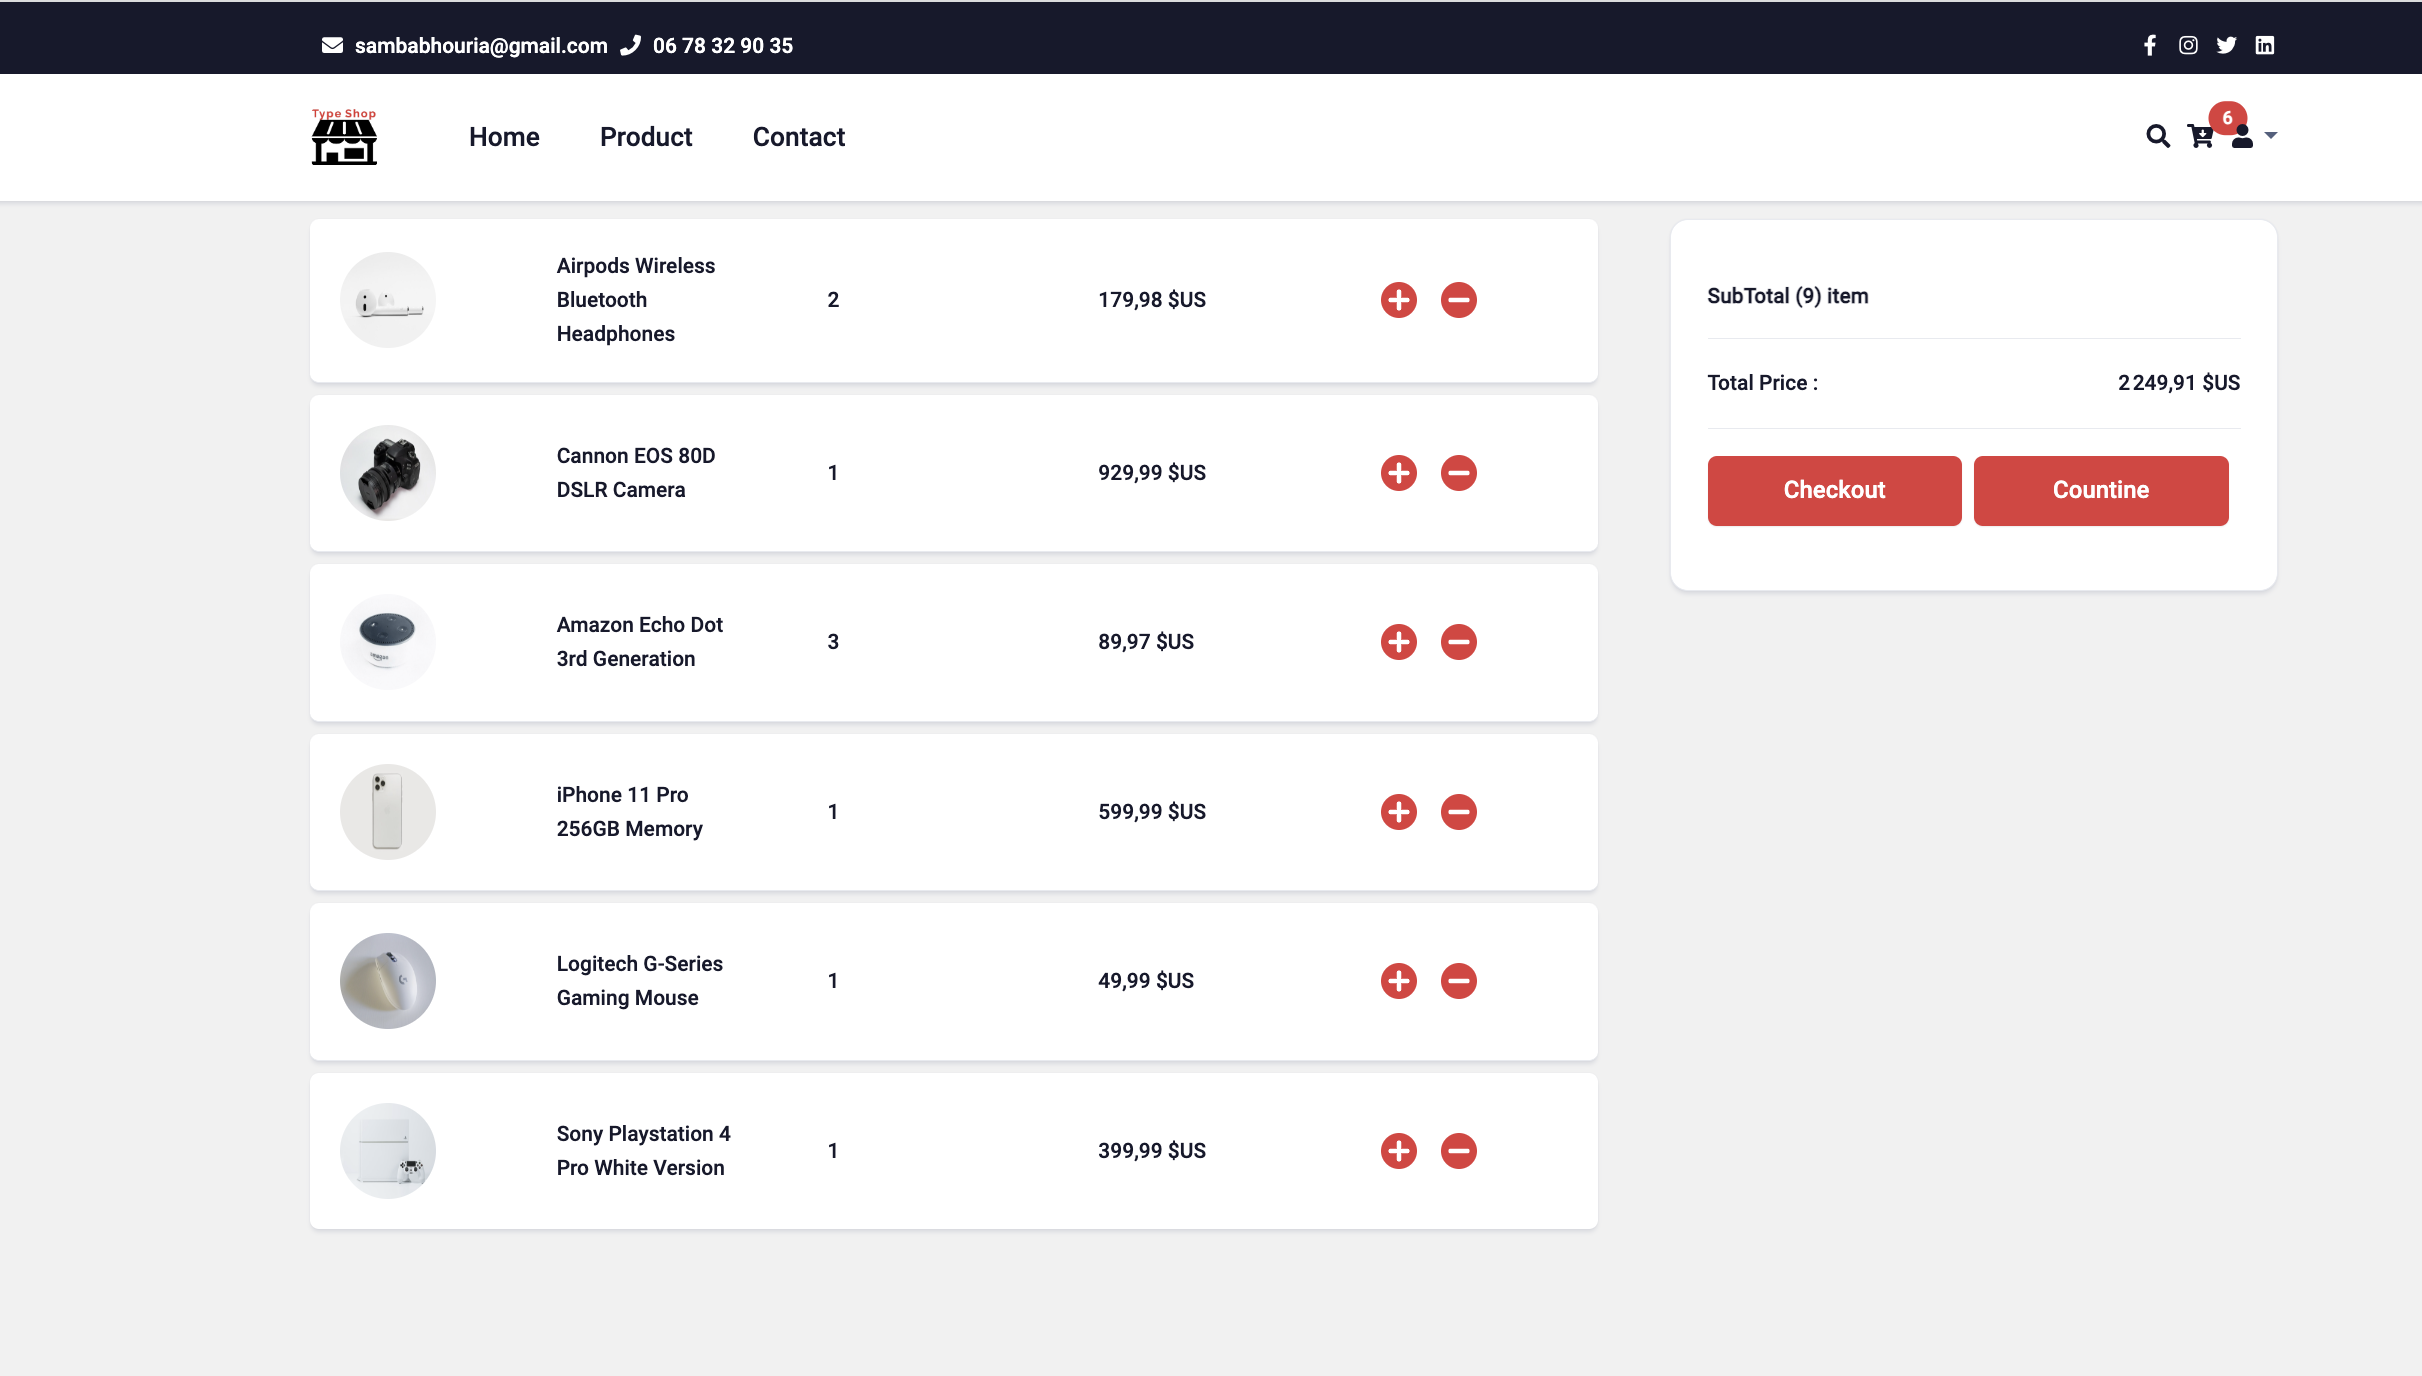 sambabhouria@gmail.com 06 78 32 90 35
Type Shop
Home Product Contact
6
Airpods Wireless
Bluetooth
Headphones
2
179,98 $US
Cannon EOS 80D
DSLR Camera
1
929,99 $US
amazon
Amazon Echo Dot
3rd Generation
3
89,97 $US
iPhone 11 Pro
256GB Memory
1
599,99 $US
Logitech G-Series
Gaming Mouse
1
49,99 $US
Sony Playstation 4
Pro White Version
1
399,99 $US
SubTotal (9) item
Total Price : 2 249,91 $US
Checkout Countine